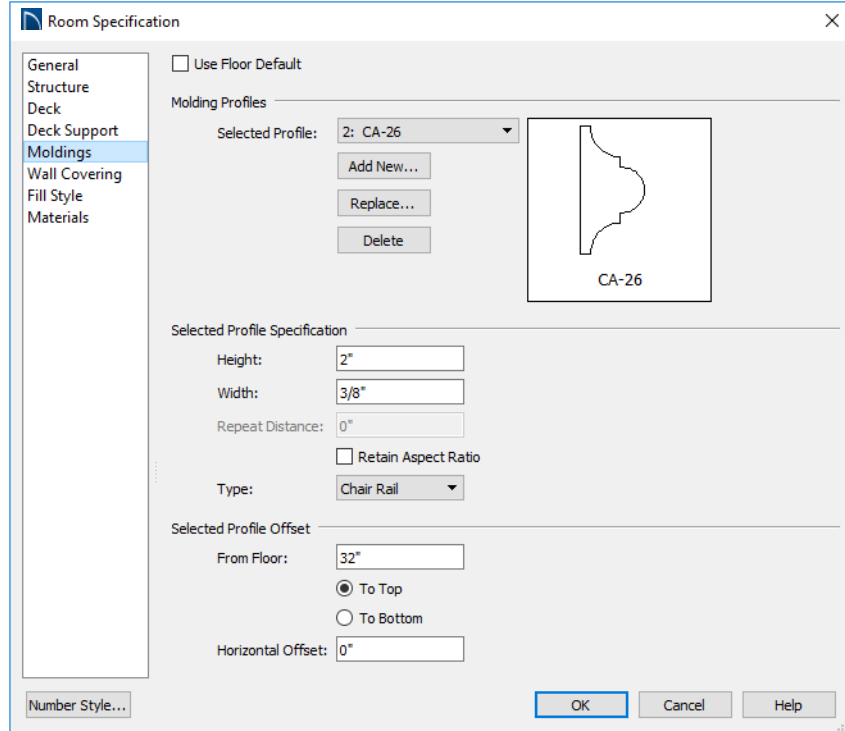 Room Specification
General
Structure
Deck
Deck Support
Moldings
Wall Covering
Fill Style
Materials
Use Floor Default
Molding Profiles
Selected Profile: 2: CA-26
Add New...
Replace...
Delete
CA-26
Selected Profile Specification
Height: 2"
Width: 3/8"
Repeat Distance: 0"
Retain Aspect Ratio
Type: Chair Rail
Selected Profile Offset
From Floor: 32"
To Top
To Bottom
Horizontal Offset: 0"
Number Style... OK Cancel Help